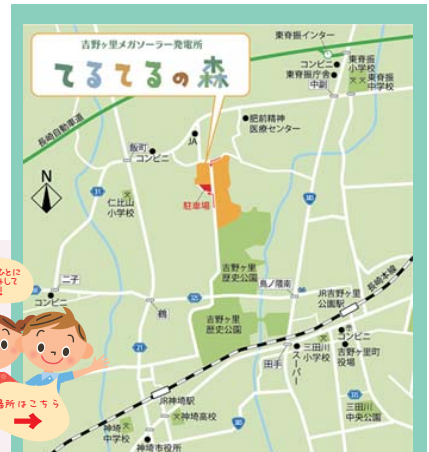 吉野ヶ里メガソーラー発電所
てるてるの森
東脊振インター
コンビニ
東脊振庁舎
中副
東脊振
小学校
東脊振
中学校
長崎自動車道
飯町
コンビニ
JA
肥前精神
医療センター
N
31
仁比山
小学校
駐車場
385
吉野ヶ里
歴史公園
二子
コンビニ
鶴
325
吉野ヶ里
歴史公園
鳥ノ隈南
JR吉野ヶ里
公園駅
長崎本線
21
田手
スーパー
三田川
小学校
コンビニ
吉野ヶ里町
役場
JR神埼駅
神埼高校
神埼
中学校
神埼市役所
三田川
中央公園
場所はこちら